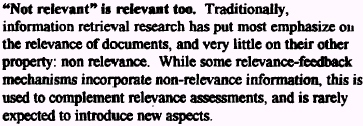 "Not relevant" is relevant too. Traditionally,
information retrieval research has put most emphasize on
the relevance of documents, and very little on their other
property: non relevance. While some relevance-feedback
mechanisms incorporate non-relevance information, this is
used to complement relevance assessments, and is rarely
expected to introduce new aspects.